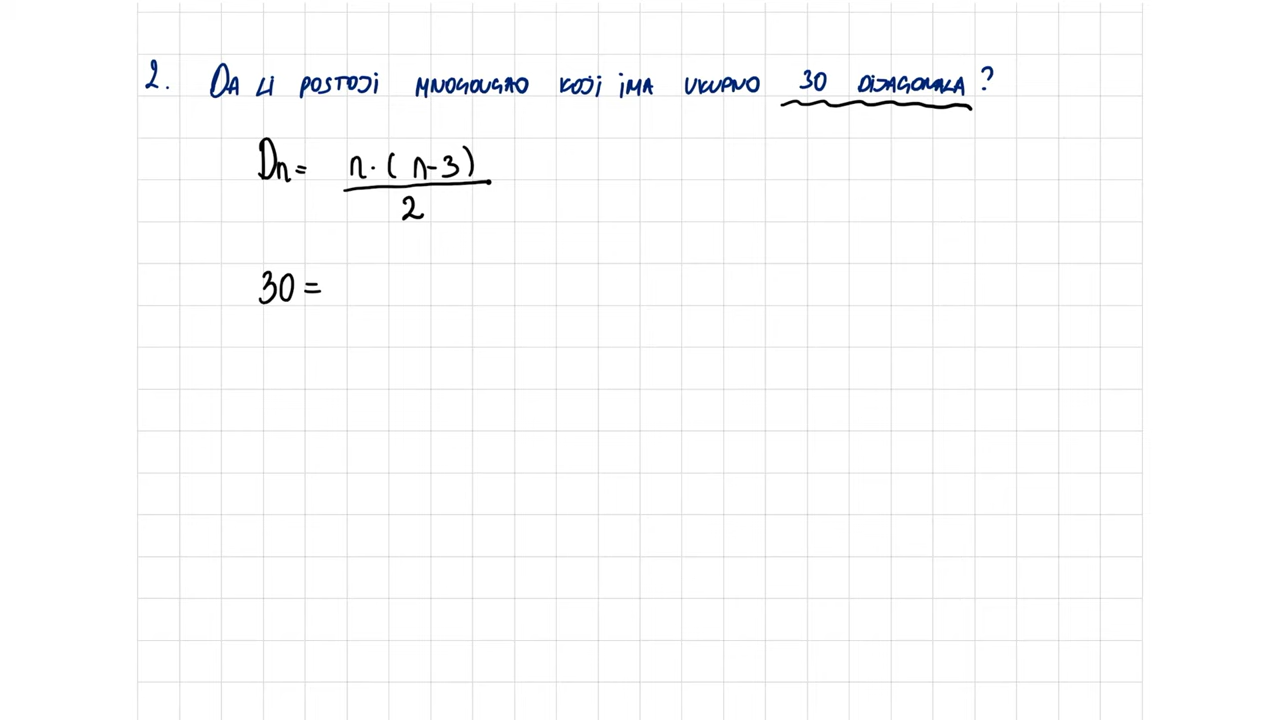 2. DA LI POSTOJI MNOGOUGAO KOJI IMA UKUPNO 30 DIJAGONALA?
Dn = n·(n-3)
2
30 =